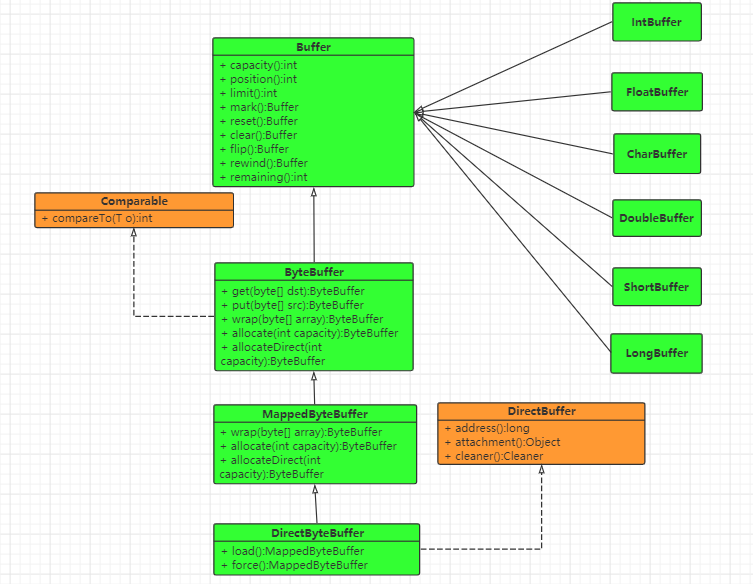 Buffer
+ capacity():int
+ position():int
+ limit():int
+ mark():Buffer
+ reset():Buffer
+ clear():Buffer
+ flip():Buffer
+ rewind():Buffer
+ remaining():int
IntBuffer
FloatBuffer
CharBuffer
DoubleBuffer
ShortBuffer
LongBuffer
Comparable
+ compareTo(T o):int
ByteBuffer
+ get(byte[] dst):ByteBuffer
+ put(byte[] src):ByteBuffer
+ wrap(byte[] array):ByteBuffer
+ allocate(int capacity):ByteBuffer
+ allocateDirect(int
capacity):ByteBuffer
MappedByteBuffer
+ wrap(byte[] array):ByteBuffer
+ allocate(int capacity):ByteBuffer
+ allocateDirect(int
capacity):ByteBuffer
DirectBuffer
+ address():long
+ attachment():Object
+ cleaner():Cleaner
DirectByteBuffer
+ load():MappedByteBuffer
+ force():MappedByteBuffer